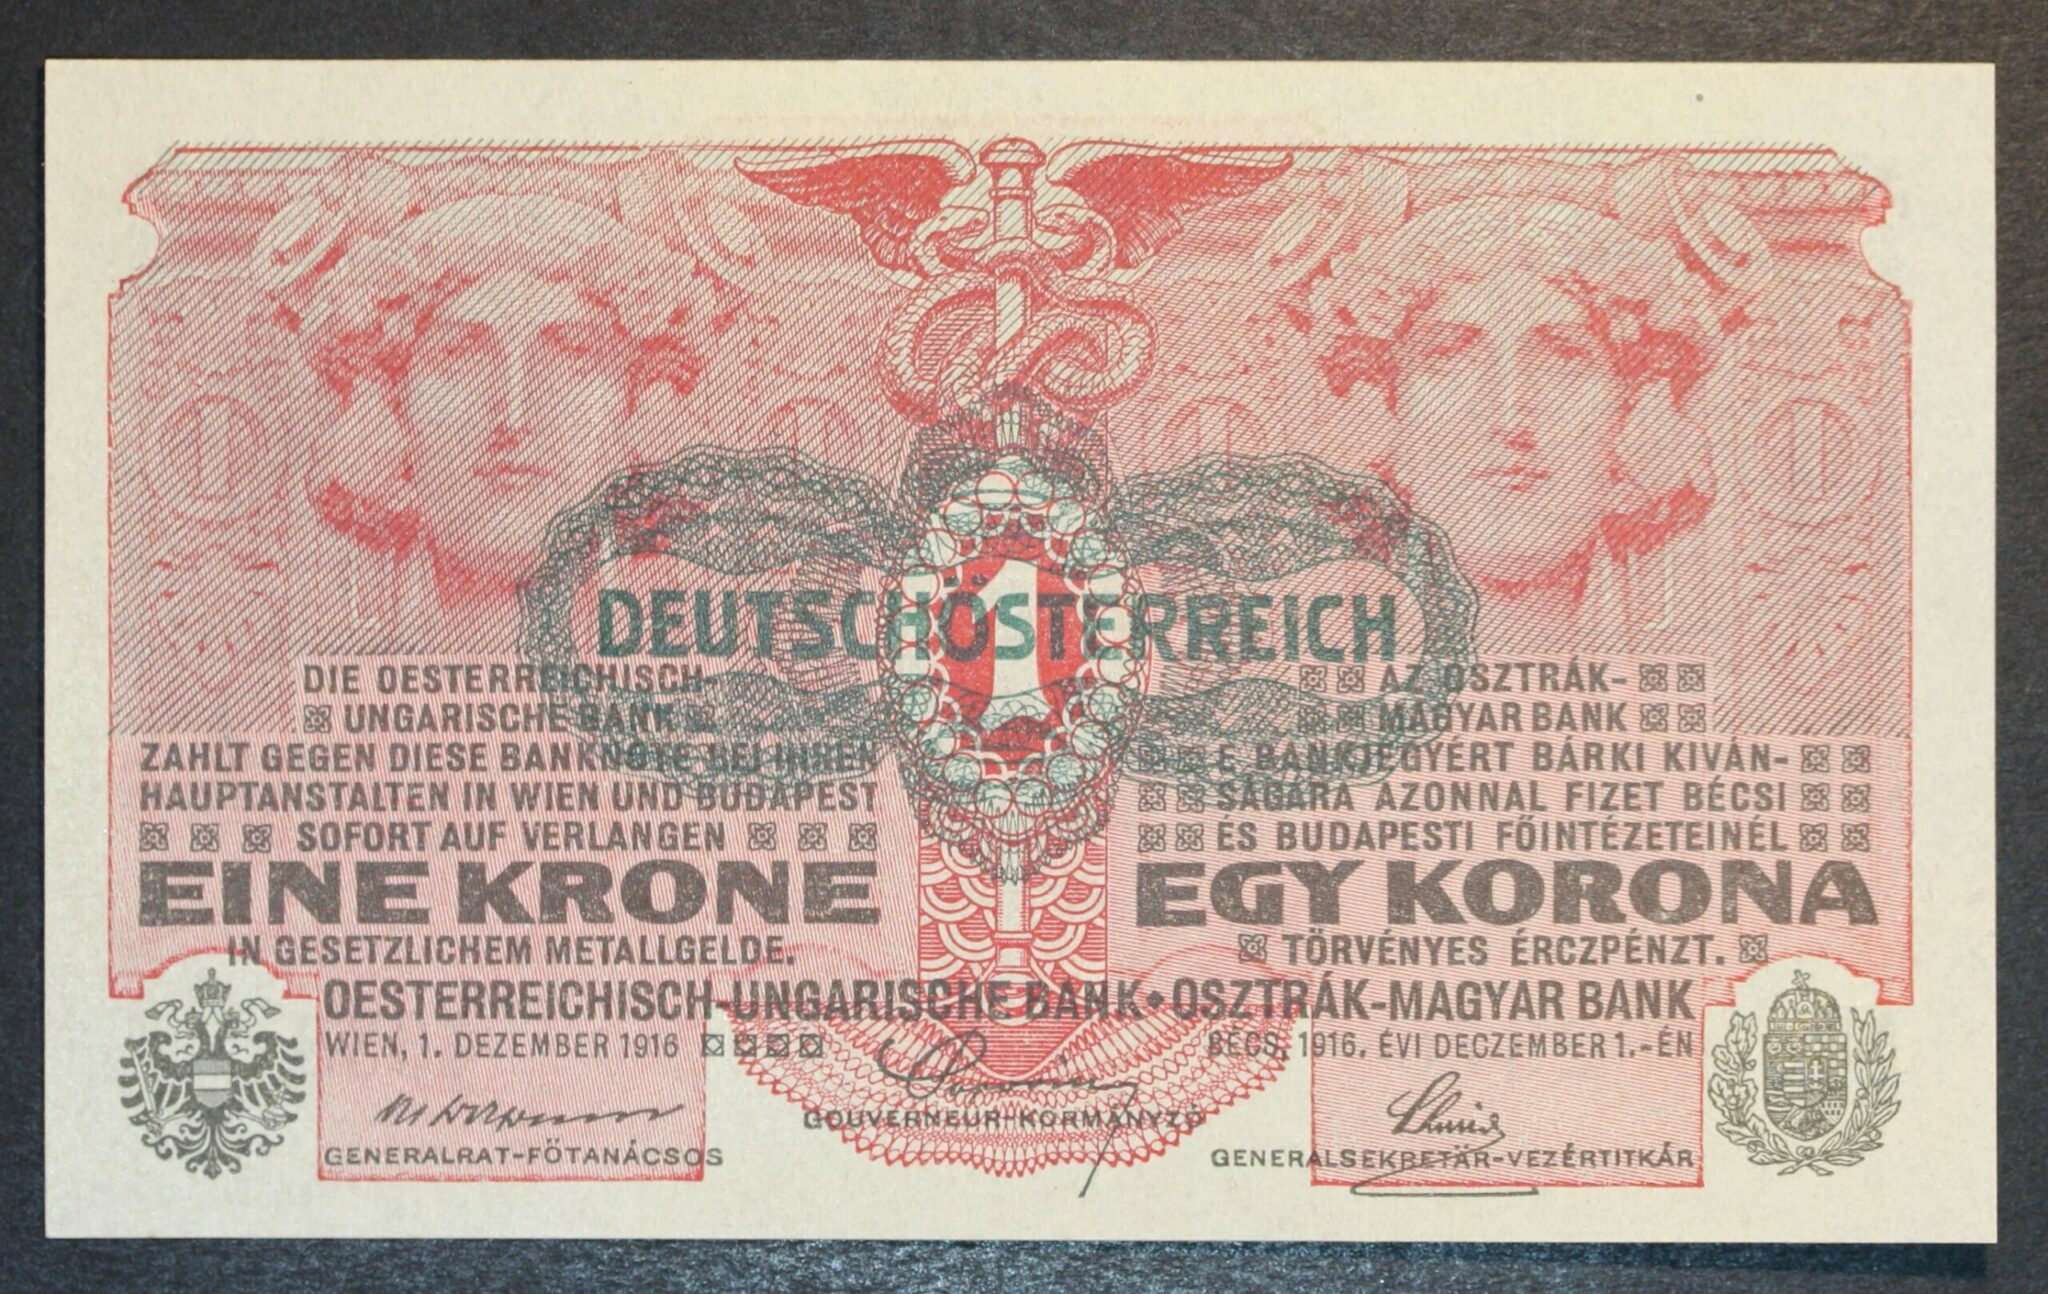 DEUTSCHÖSTERREICH
1
DIE OESTERREICHISCH-
UNGARISCHE BANK
ZAHLT GEGEN DIESE BANKNOTE BEI IHREN
HAUPTANSTALTEN IN WIEN UND BUDAPEST
SOFORT AUF VERLANGEN
EINE KRONE
IN GESETZLICHEM METALLGELDE.
AZ OSZTRÁK-
MAGYAR BANK
E BANKJEGYÉRT BÁRKI KIVÁN-
SÁGÁRA AZONNAL FIZET BÉCSI
ÉS BUDAPESTI FŐINTÉZETEINÉL
EGY KORONA
TÖRVÉNYES ÉRCZPÉNZT.
OESTERREICHISCH-UNGARISCHE BANK • OSZTRÁK-MAGYAR BANK
WIEN, 1. DEZEMBER 1916
BÉCS, 1916. ÉVI DECZEMBER 1.-ÉN
GENERALRAT-FŐTANÁCSOS
GOUVERNEUR-KORMÁNYZÓ
GENERALSEKRETÄR-VEZÉRTITKÁR